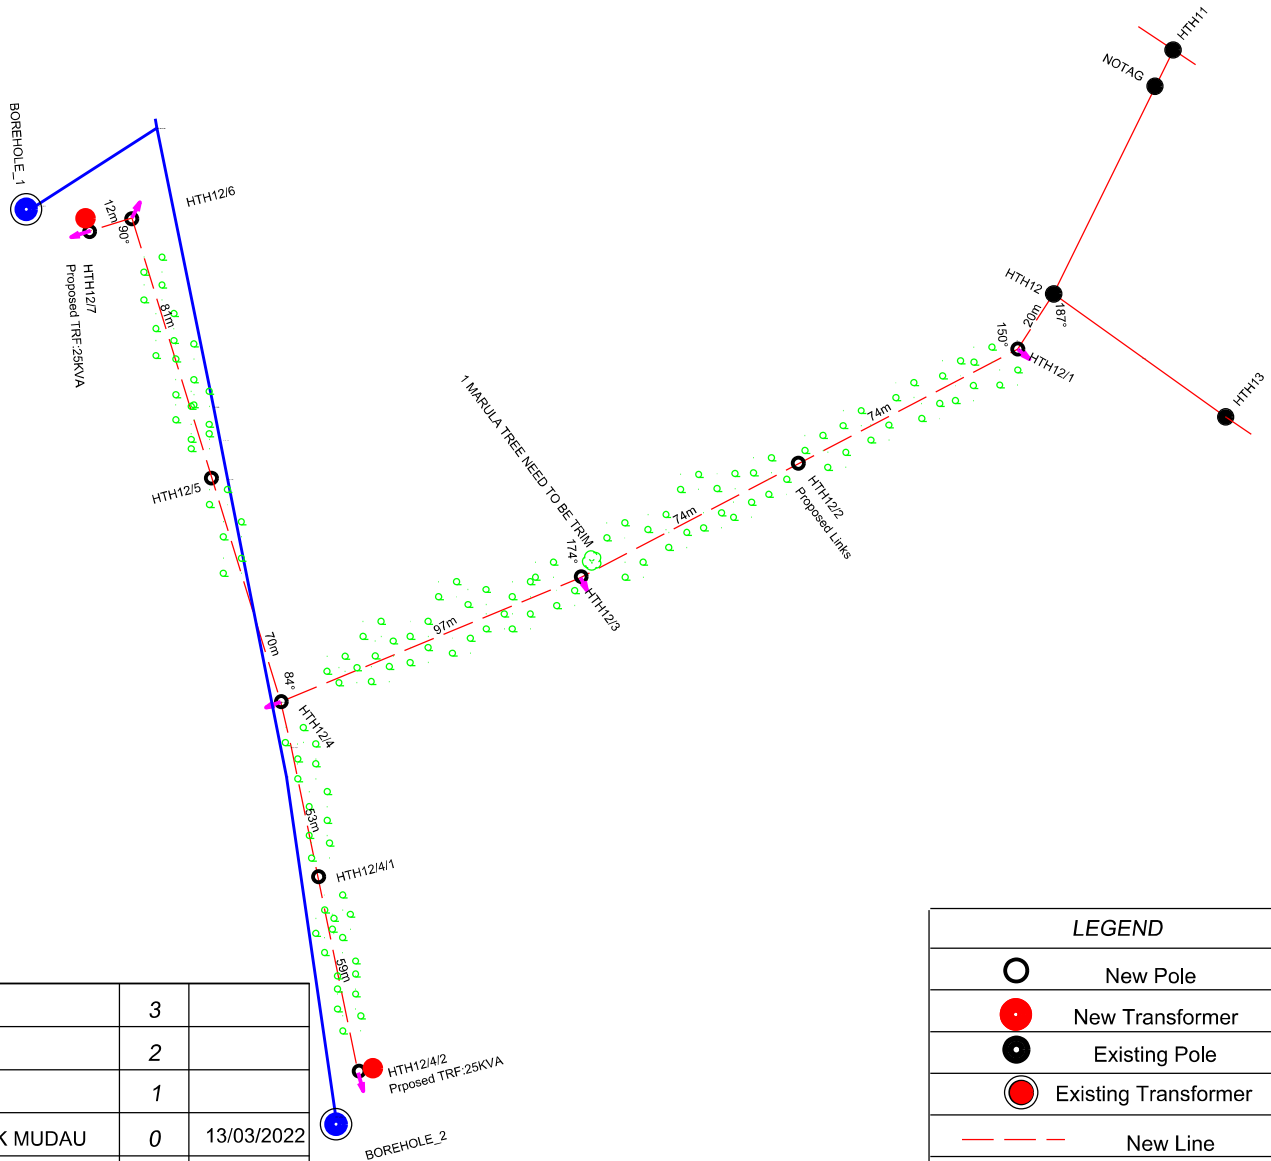 HTH11
NOTAG
BOREHOLE_1
HTH12/6
12m
90°
HTH12/7
Proposed TRF:25KVA
81m
HTH12
187°
20m
150°
HTH12/1
HTH13
1 MARULA TREE NEED TO BE TRIM
74m
HTH12/2
Proposed Links
74m
HTH12/5
174°
HTH12/3
97m
70m
84°
HTH12/4
53m
HTH12/4/1
59m
HTH12/4/2
Prposed TRF:25KVA
BOREHOLE_2
3
2
1
K MUDAU 0 13/03/2022
LEGEND
New Pole
New Transformer
Existing Pole
Existing Transformer
New Line